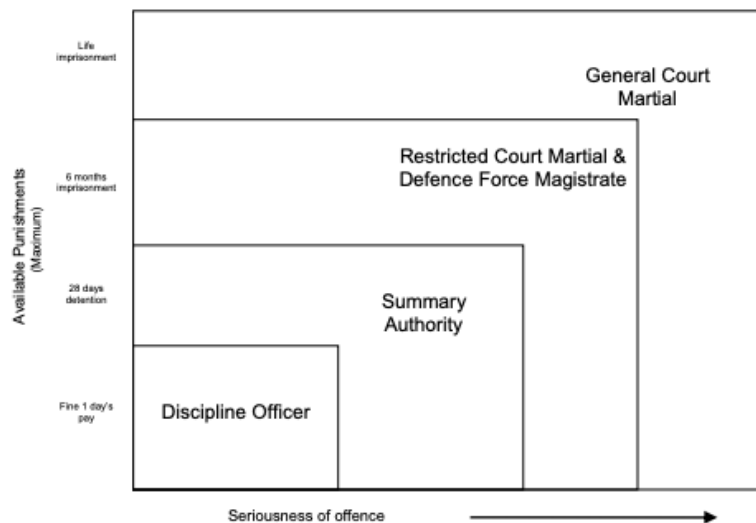 Life
imprisonment
General Court
Martial
Restricted Court Martial &
Defence Force Magistrate
6 months
imprisonment
Available Punishments
(Maximum)
28 days
detention
Summary
Authority
Fine 1 day's
pay
Discipline Officer
Seriousness of offence